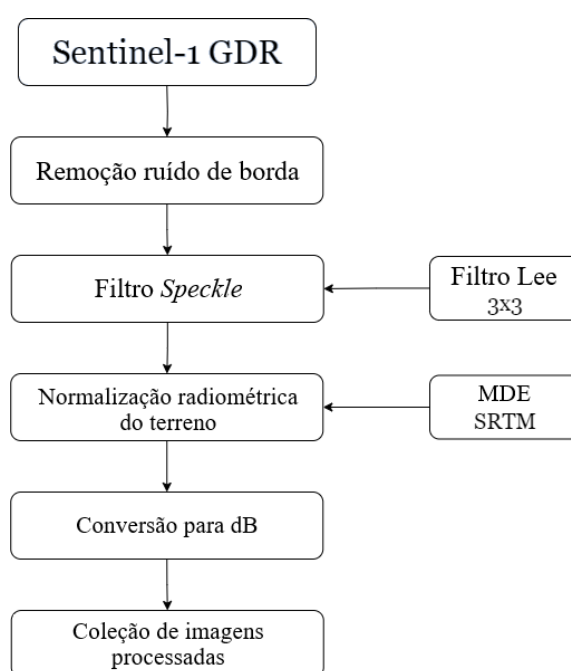 Sentinel-1 GDR
Remoção ruído de borda
Filtro Speckle
Filtro Lee
3x3
Normalização radiométrica
do terreno
MDE
SRTM
Conversão para dB
Coleção de imagens
processadas